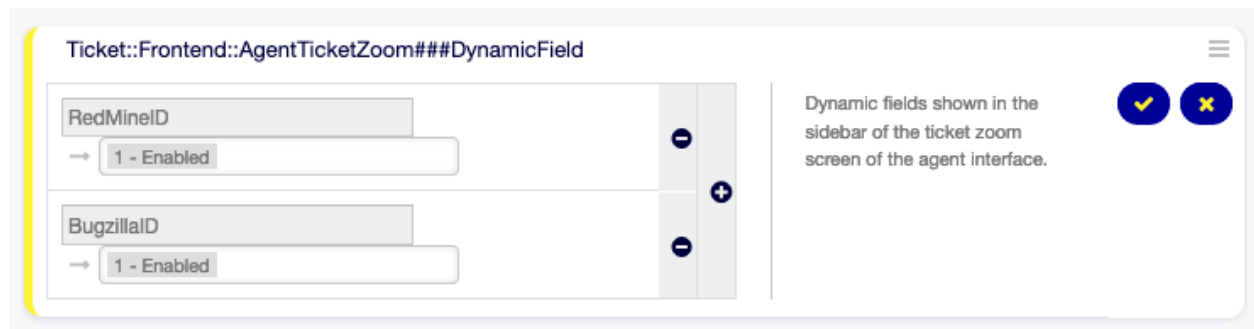 Ticket::Frontend::AgentTicketZoom###DynamicField
RedMineID
1 - Enabled
BugzillaID
1 - Enabled
Dynamic fields shown in the
sidebar of the ticket zoom
screen of the agent interface.